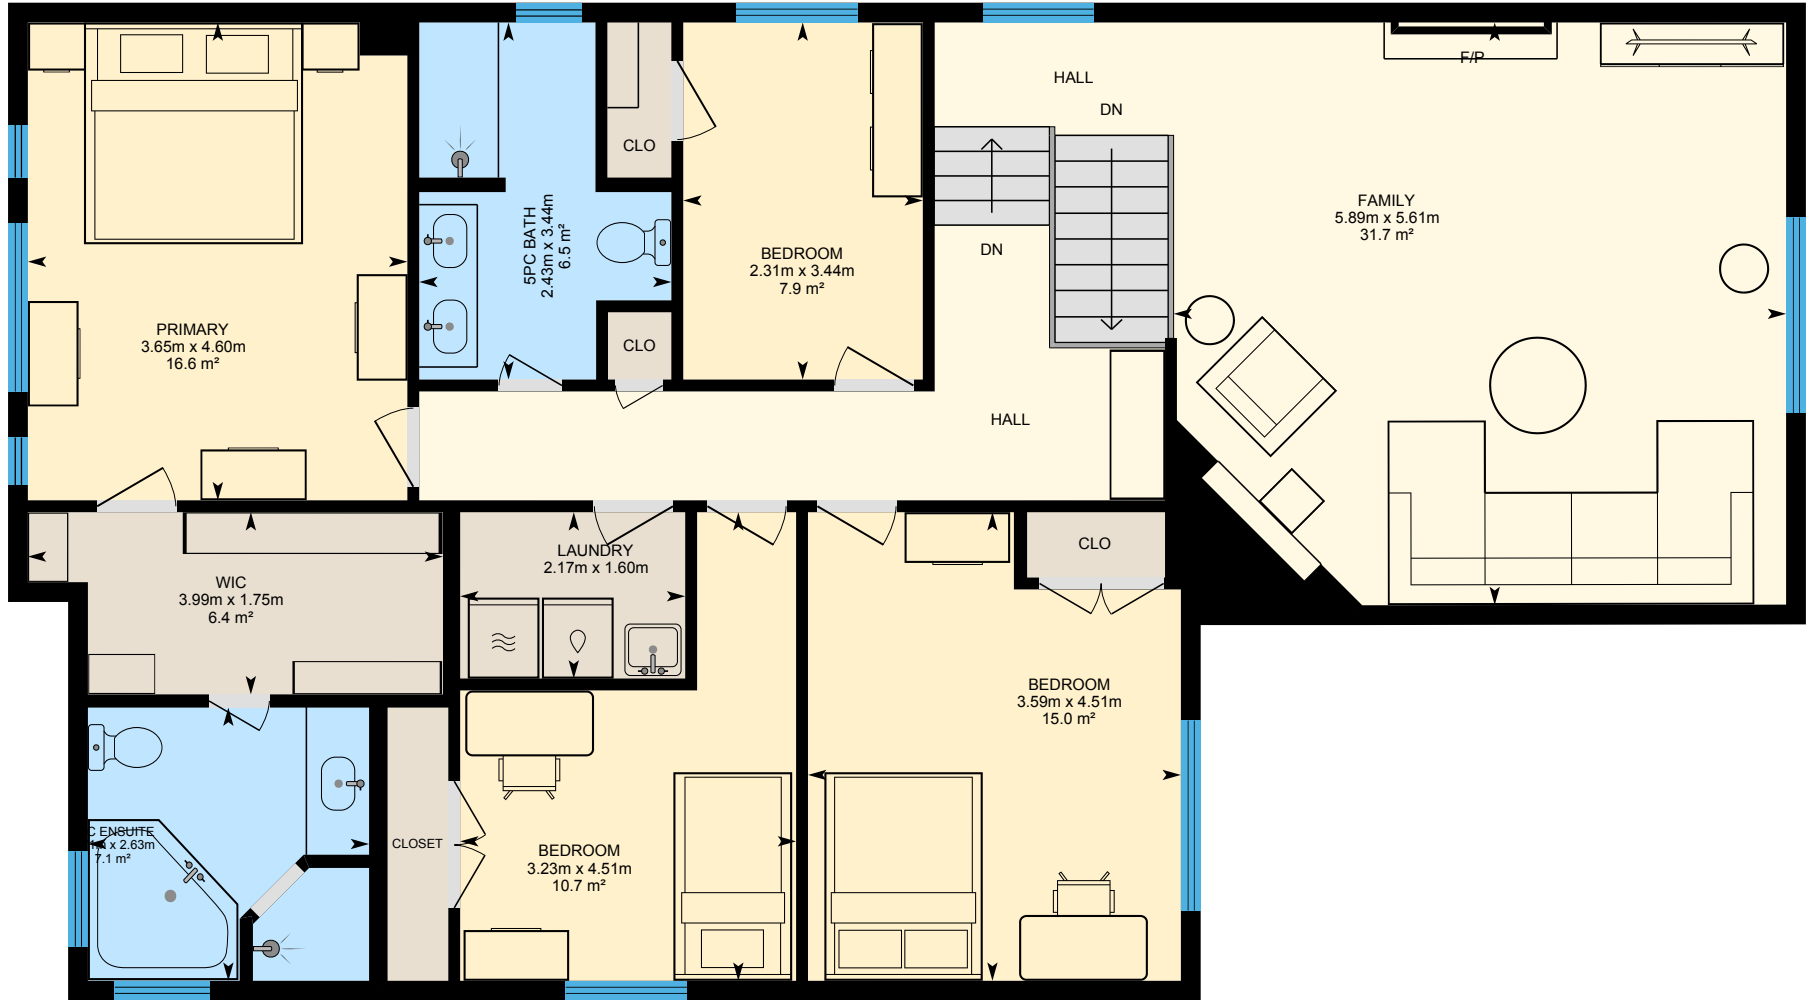 HALL
DN
F/P
CLO
FAMILY
5.89m x 5.61m
31.7 m²
5PC BATH
2.43m x 3.44m
6.5 m²
BEDROOM
2.31m x 3.44m
7.9 m²
DN
PRIMARY
3.65m x 4.60m
16.6 m²
CLO
HALL
WIC
3.99m x 1.75m
6.4 m²
LAUNDRY
2.17m x 1.60m
CLO
BEDROOM
3.59m x 4.51m
15.0 m²
ENSUITE
x 2.63m
7.1 m²
CLOSET
BEDROOM
3.23m x 4.51m
10.7 m²